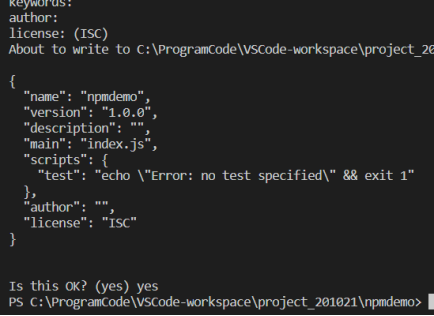 keywords:
author:
license: (ISC)
About to write to C:\ProgramCode\VSCode-workspace\project_20
{
  "name": "npmdemo",
  "version": "1.0.0",
  "description": "",
  "main": "index.js",
  "scripts": {
    "test": "echo \"Error: no test specified\" && exit 1"
  },
  "author": "",
  "license": "ISC"
}
Is this OK? (yes) yes
PS C:\ProgramCode\VSCode-workspace\project_201021\npmdemo>